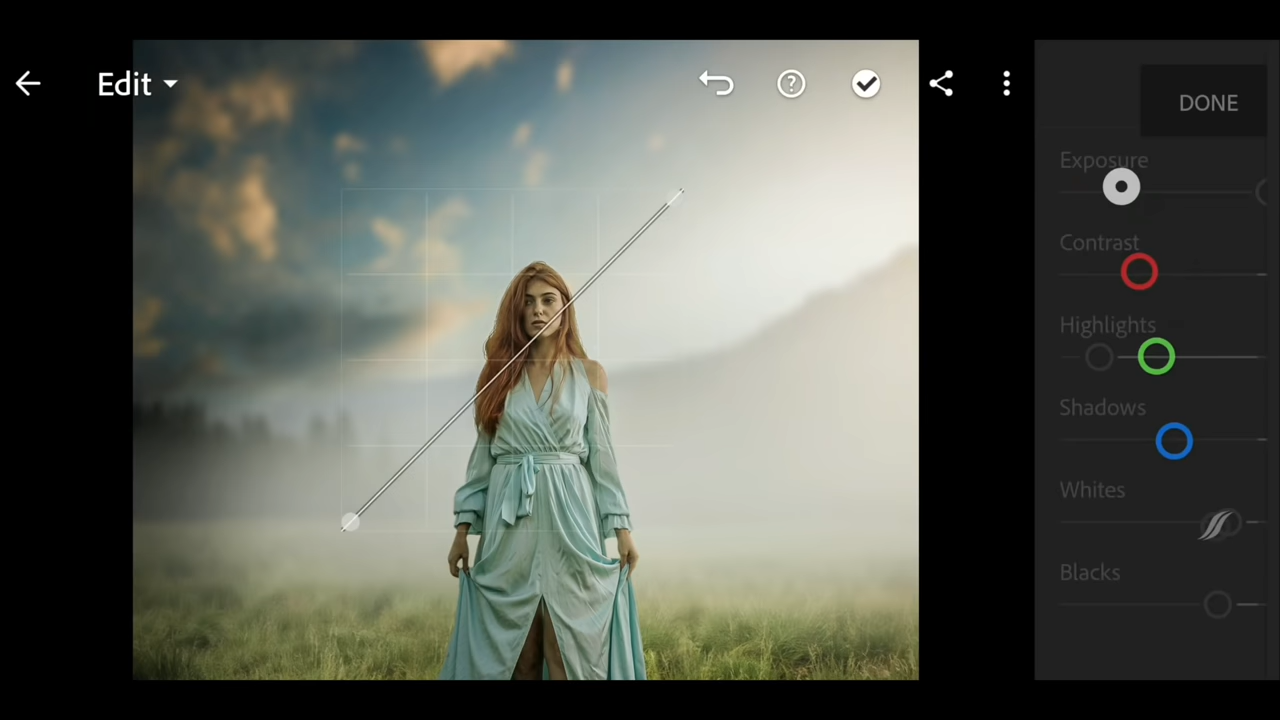 Edit
DONE
Exposure
Contrast
Highlights
Shadows
Whites
Blacks